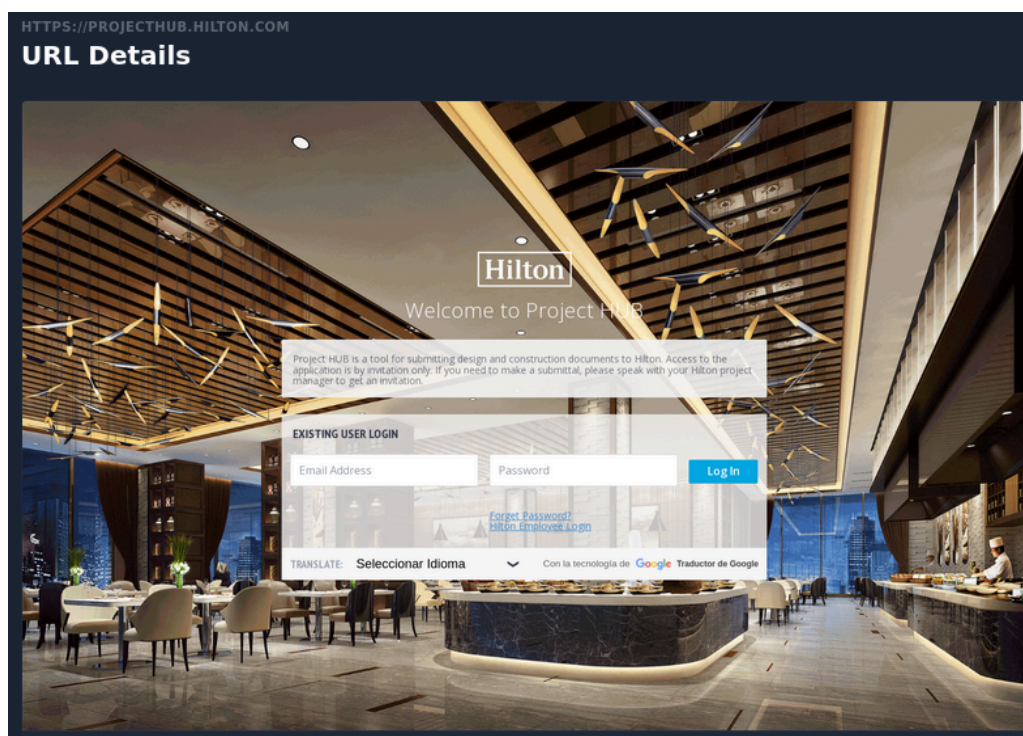 HTTPS://PROJECTHUB.HILTON.COM
URL Details
Hilton
Welcome to Project HUB
Project HUB is a tool for submitting design and construction documents to Hilton. Access to the
application is by invitation only. If you need to make a submittal, please speak with your Hilton project
manager to get an invitation.
EXISTING USER LOGIN
Email Address
Password
Log In
Forget Password?
Hilton Employee Login
TRANSLATE: Seleccionar Idioma Con la tecnología de Google Traductor de Google